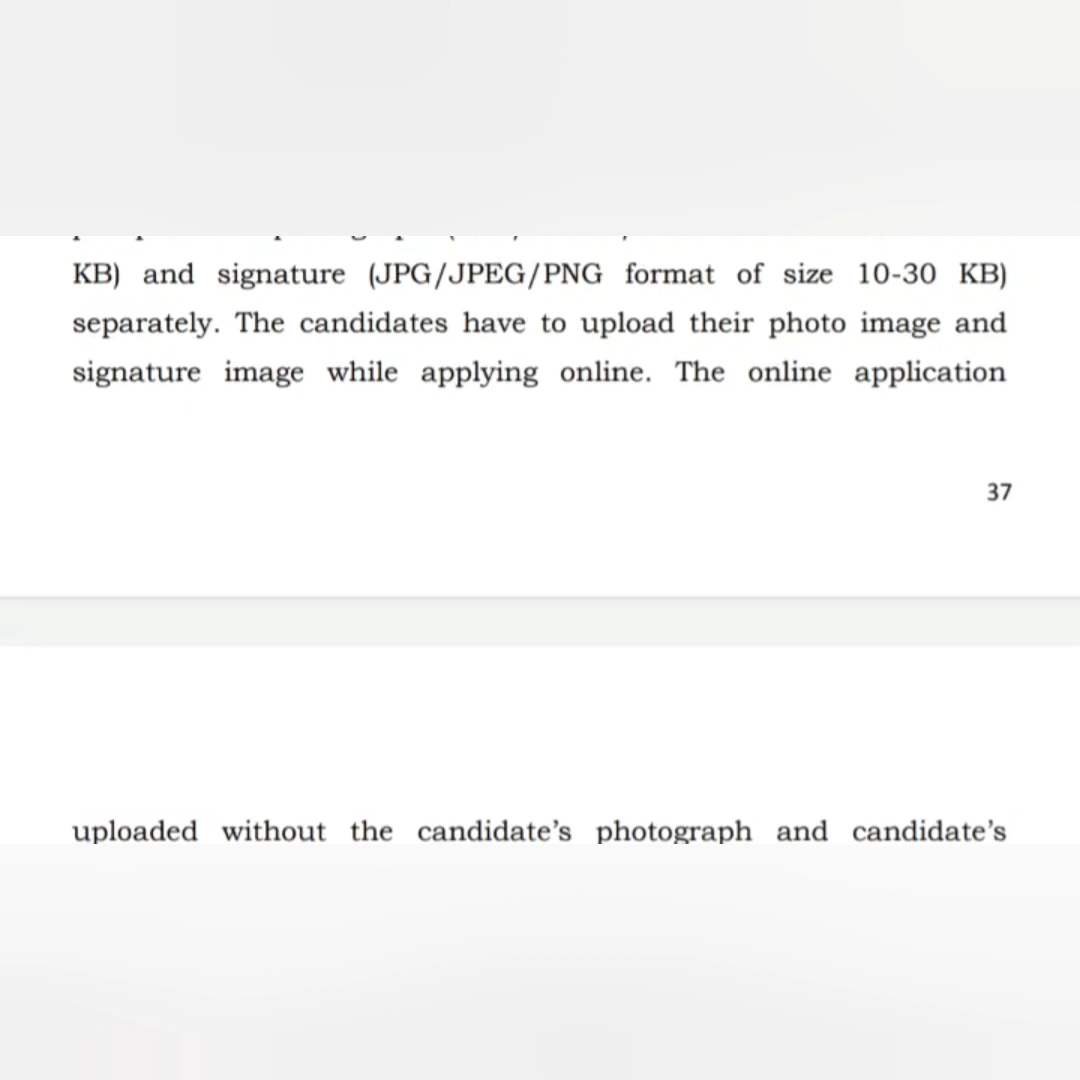 KB) and signature (JPG/JPEG/PNG format of size 10-30 KB)
separately. The candidates have to upload their photo image and
signature image while applying online. The online application
37
uploaded without the candidate’s photograph and candidate’s